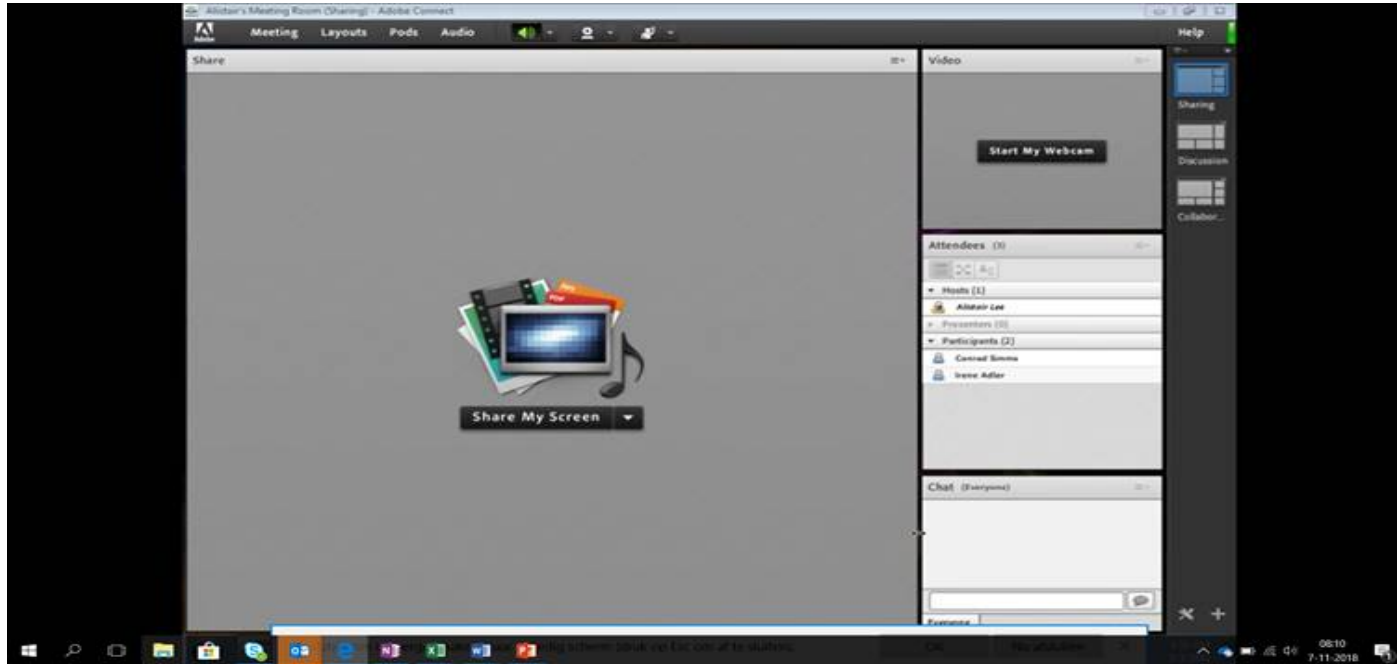 Alistair's Meeting Room (Sharing) - Adobe Connect
Adobe
Meeting Layouts Pods Audio
Help
Share
Video
Start My Webcam
Sharing
Discussion
Collabor...
Attendees (3)
Hosts (1)
Alistair Lee
Presenters (0)
Participants (2)
Conrad Simms
Irene Adler
PDF
Share My Screen
Chat (Everyone)
Everyone
08:10
7-11-2018